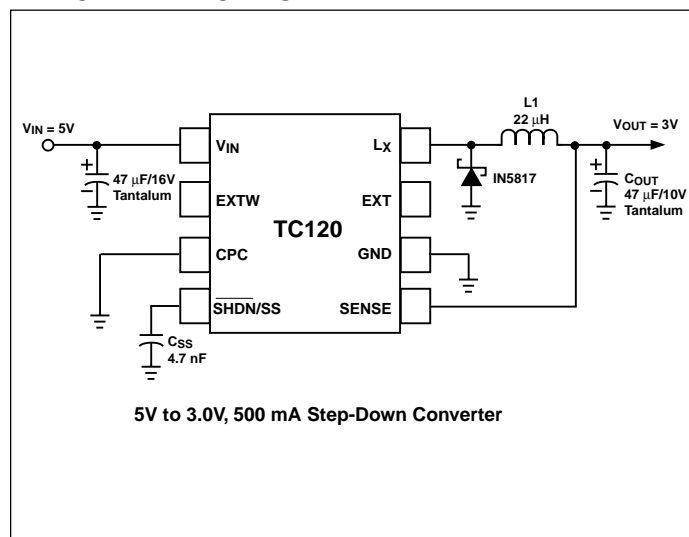 VIN = 5V
47 µF/16V
Tantalum
VIN
EXTW
CPC
SHDN/SS
CSS
4.7 nF
TC120
LX
EXT
GND
SENSE
L1
22 µH
IN5817
VOUT = 3V
COUT
47 µF/10V
Tantalum
5V to 3.0V, 500 mA Step-Down Converter